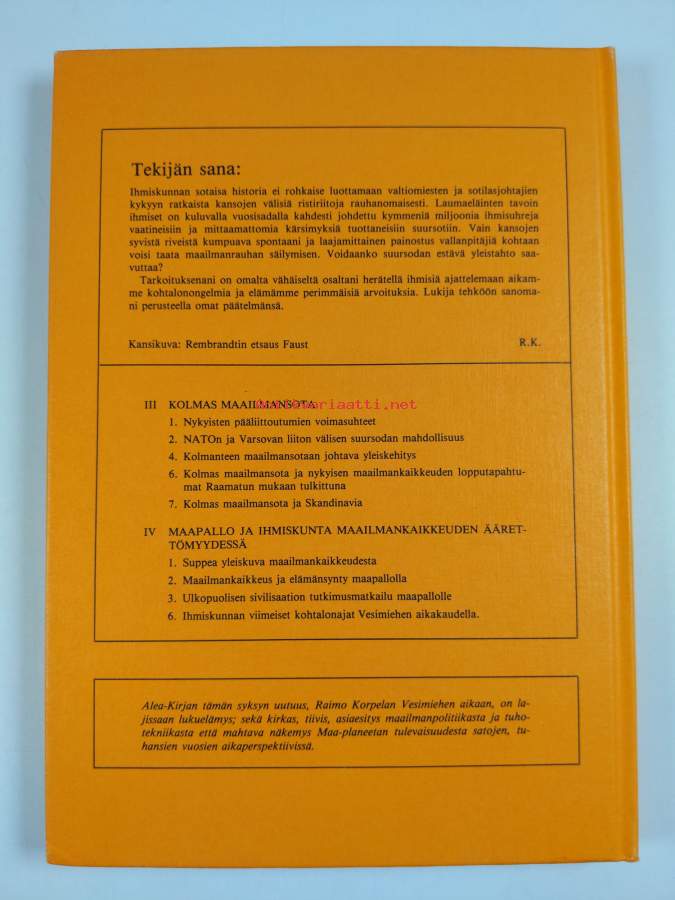 Tekijän sana:
Ihmiskunnan sotaisa historia ei rohkaise luottamaan valtiomiesten ja sotilasjohtajien
kykyyn ratkaista kansojen välisiä ristiriitoja rauhanomaisesti. Laumaeläinten tavoin
ihmiset on kuluvalla vuosisadalla kahdesti johdettu kymmeniä miljoonia ihmisuhreja
vaatineisiin ja mittaamattomia kärsimyksiä tuottaneisiin suursotiin. Vain kansojen
syvistä riveistä kumpuava spontaani ja laajamittainen painostus vallanpitäjiä kohtaan
voisi taata maailmanrauhan säilymisen. Voidaanko suursodan estävä yleistahto saa-
vuttaa?
Tarkoituksenani on omalta vähäiseltä osaltani herätellä ihmisiä ajattelemaan aikam-
me kohtalonongelmia ja elämämme perimmäisiä arvoituksia. Lukija tehköön sanoma-
ni perusteella omat päätelmänsä.
Kansikuva: Rembrandtin etsaus Faust R.K.
III KOLMAS MAAILMANSOTA
1. Nykyisten pääliittoutumien voimasuhteet
2. NATOn ja Varsovan liiton välisen suursodan mahdollisuus
4. Kolmanteen maailmansotaan johtava yleiskehitys
6. Kolmas maailmansota ja nykyisen maailmankaikkeuden lopputapahtu-
mat Raamatun mukaan tulkittuna
7. Kolmas maailmansota ja Skandinavia
IV MAAPALLO JA IHMISKUNTA MAAILMANKAIKKEUDEN ÄÄRET-
TÖMYYDESSÄ
1. Suppea yleiskuva maailmankaikkeudesta
2. Maailmankaikkeus ja elämänsynty maapallolla
3. Ulkopuolisen sivilisaation tutkimusmatkailu maapallolle
6. Ihmiskunnan viimeiset kohtalonajat Vesimiehen aikakaudella.
Alea-Kirjan tämän syksyn uutuus, Raimo Korpelan Vesimiehen aikaan, on la-
jissaan lukuelämys; sekä kirkas, tiivis, asiaesitys maailmanpolitiikasta ja tuho-
tekniikasta että mahtava näkemys Maa-planeetan tulevaisuudesta satojen, tu-
hansien vuosien aikaperspektiivissä.